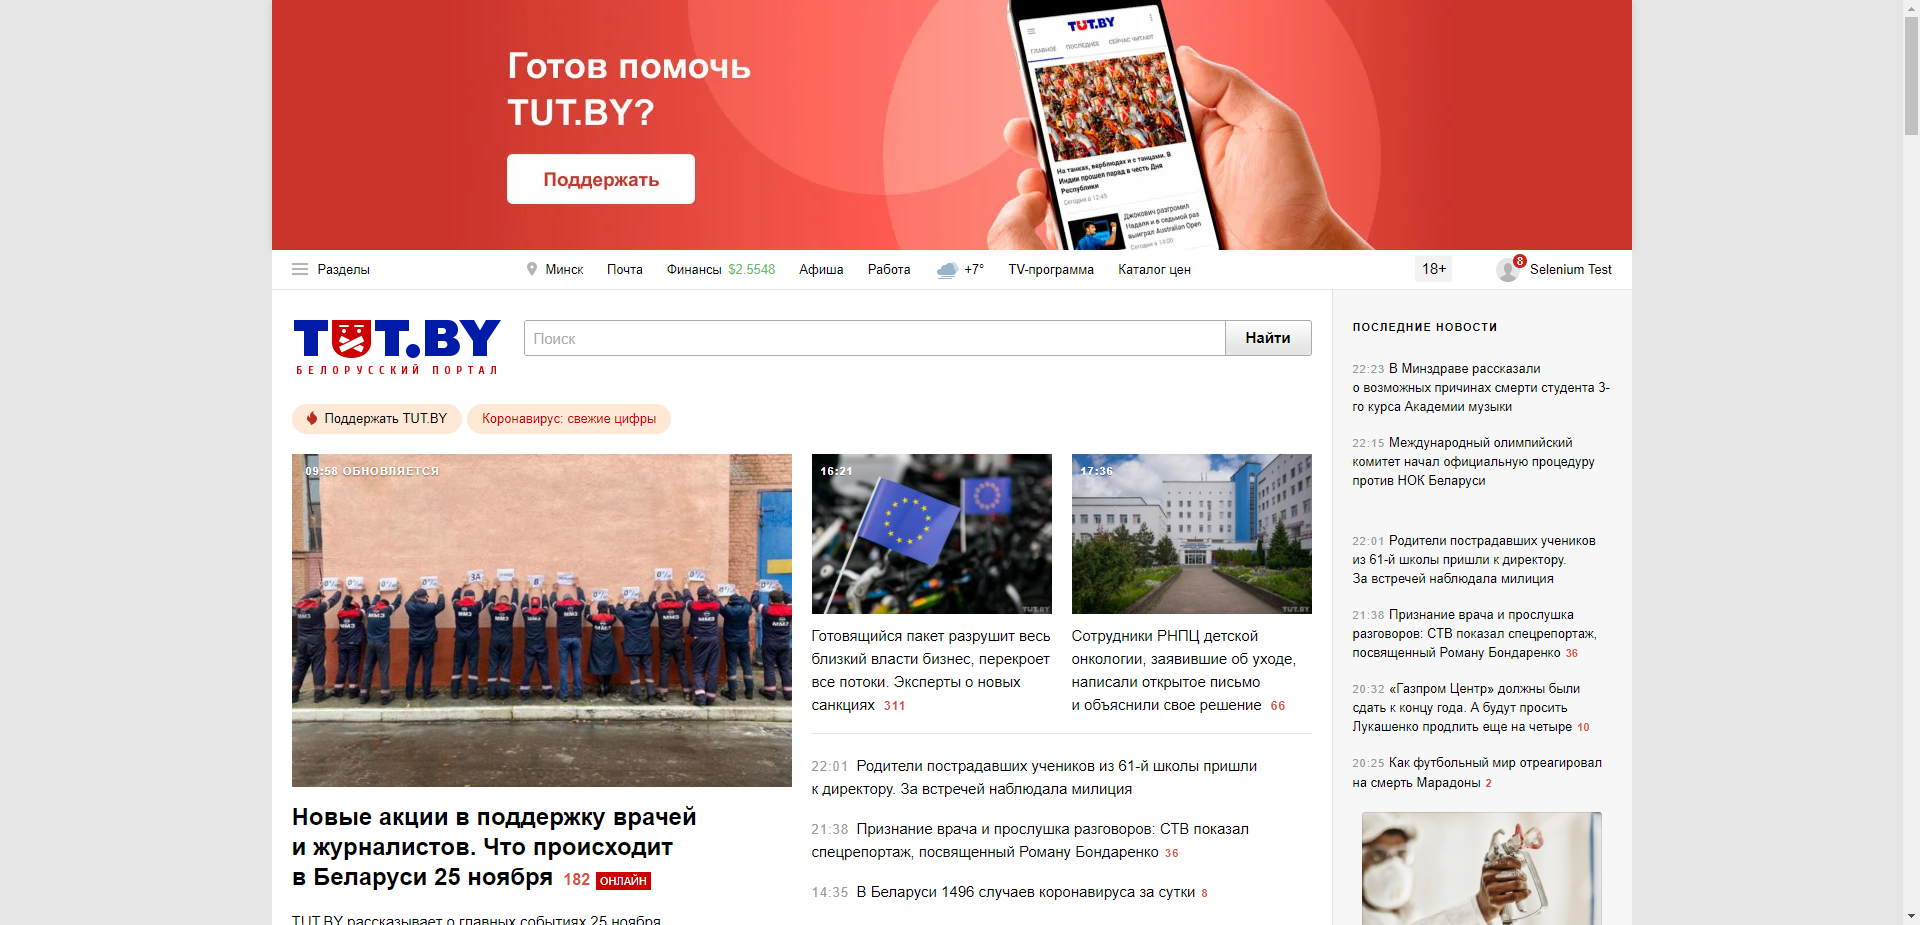 Готов помочь
TUT.BY?
Поддержать
TUT.BY
ГЛАВНОЕ ПОСЛЕДНЕЕ СЕЙЧАС ЧИТАЮТ
На танках, верблюдах и с танцами. В
Индии прошел парад в честь Дня
Республики
Сегодня в 12:45
Джокович разгромил
Надаля и в седьмой раз
выиграл Australian Open
Сегодня в 14:00
Разделы
Минск
Почта
Финансы $2.5548
Афиша
Работа
+7°
TV-программа
Каталог цен
18+
8
Selenium Test
TUT.BY
БЕЛОРУССКИЙ ПОРТАЛ
Поиск
Найти
Поддержать TUT.BY
Коронавирус: свежие цифры
09:58 ОБНОВЛЯЕТСЯ
ЗА
В
ММЗ
Новые акции в поддержку врачей
и журналистов. Что происходит
в Беларуси 25 ноября 182 ОНЛАЙН
TUT.BY рассказывает о главных событиях 25 ноября
16:21
TUT.BY
Готовящийся пакет разрушит весь
близкий власти бизнес, перекроет
все потоки. Эксперты о новых
санкциях 311
17:36
TUT.BY
Сотрудники РНПЦ детской
онкологии, заявившие об уходе,
написали открытое письмо
и объяснили свое решение 66
22:01 Родители пострадавших учеников из 61-й школы пришли
к директору. За встречей наблюдала милиция
21:38 Признание врача и прослушка разговоров: СТВ показал
спецрепортаж, посвященный Роману Бондаренко 36
14:35 В Беларуси 1496 случаев коронавируса за сутки 8
ПОСЛЕДНИЕ НОВОСТИ
22:23 В Минздраве рассказали
о возможных причинах смерти студента 3-
го курса Академии музыки
22:15 Международный олимпийский
комитет начал официальную процедуру
против НОК Беларуси
22:01 Родители пострадавших учеников
из 61-й школы пришли к директору.
За встречей наблюдала милиция
21:38 Признание врача и прослушка
разговоров: СТВ показал спецрепортаж,
посвященный Роману Бондаренко 36
20:32 «Газпром Центр» должны были
сдать к концу года. А будут просить
Лукашенко продлить еще на четыре 10
20:25 Как футбольный мир отреагировал
на смерть Марадоны 2